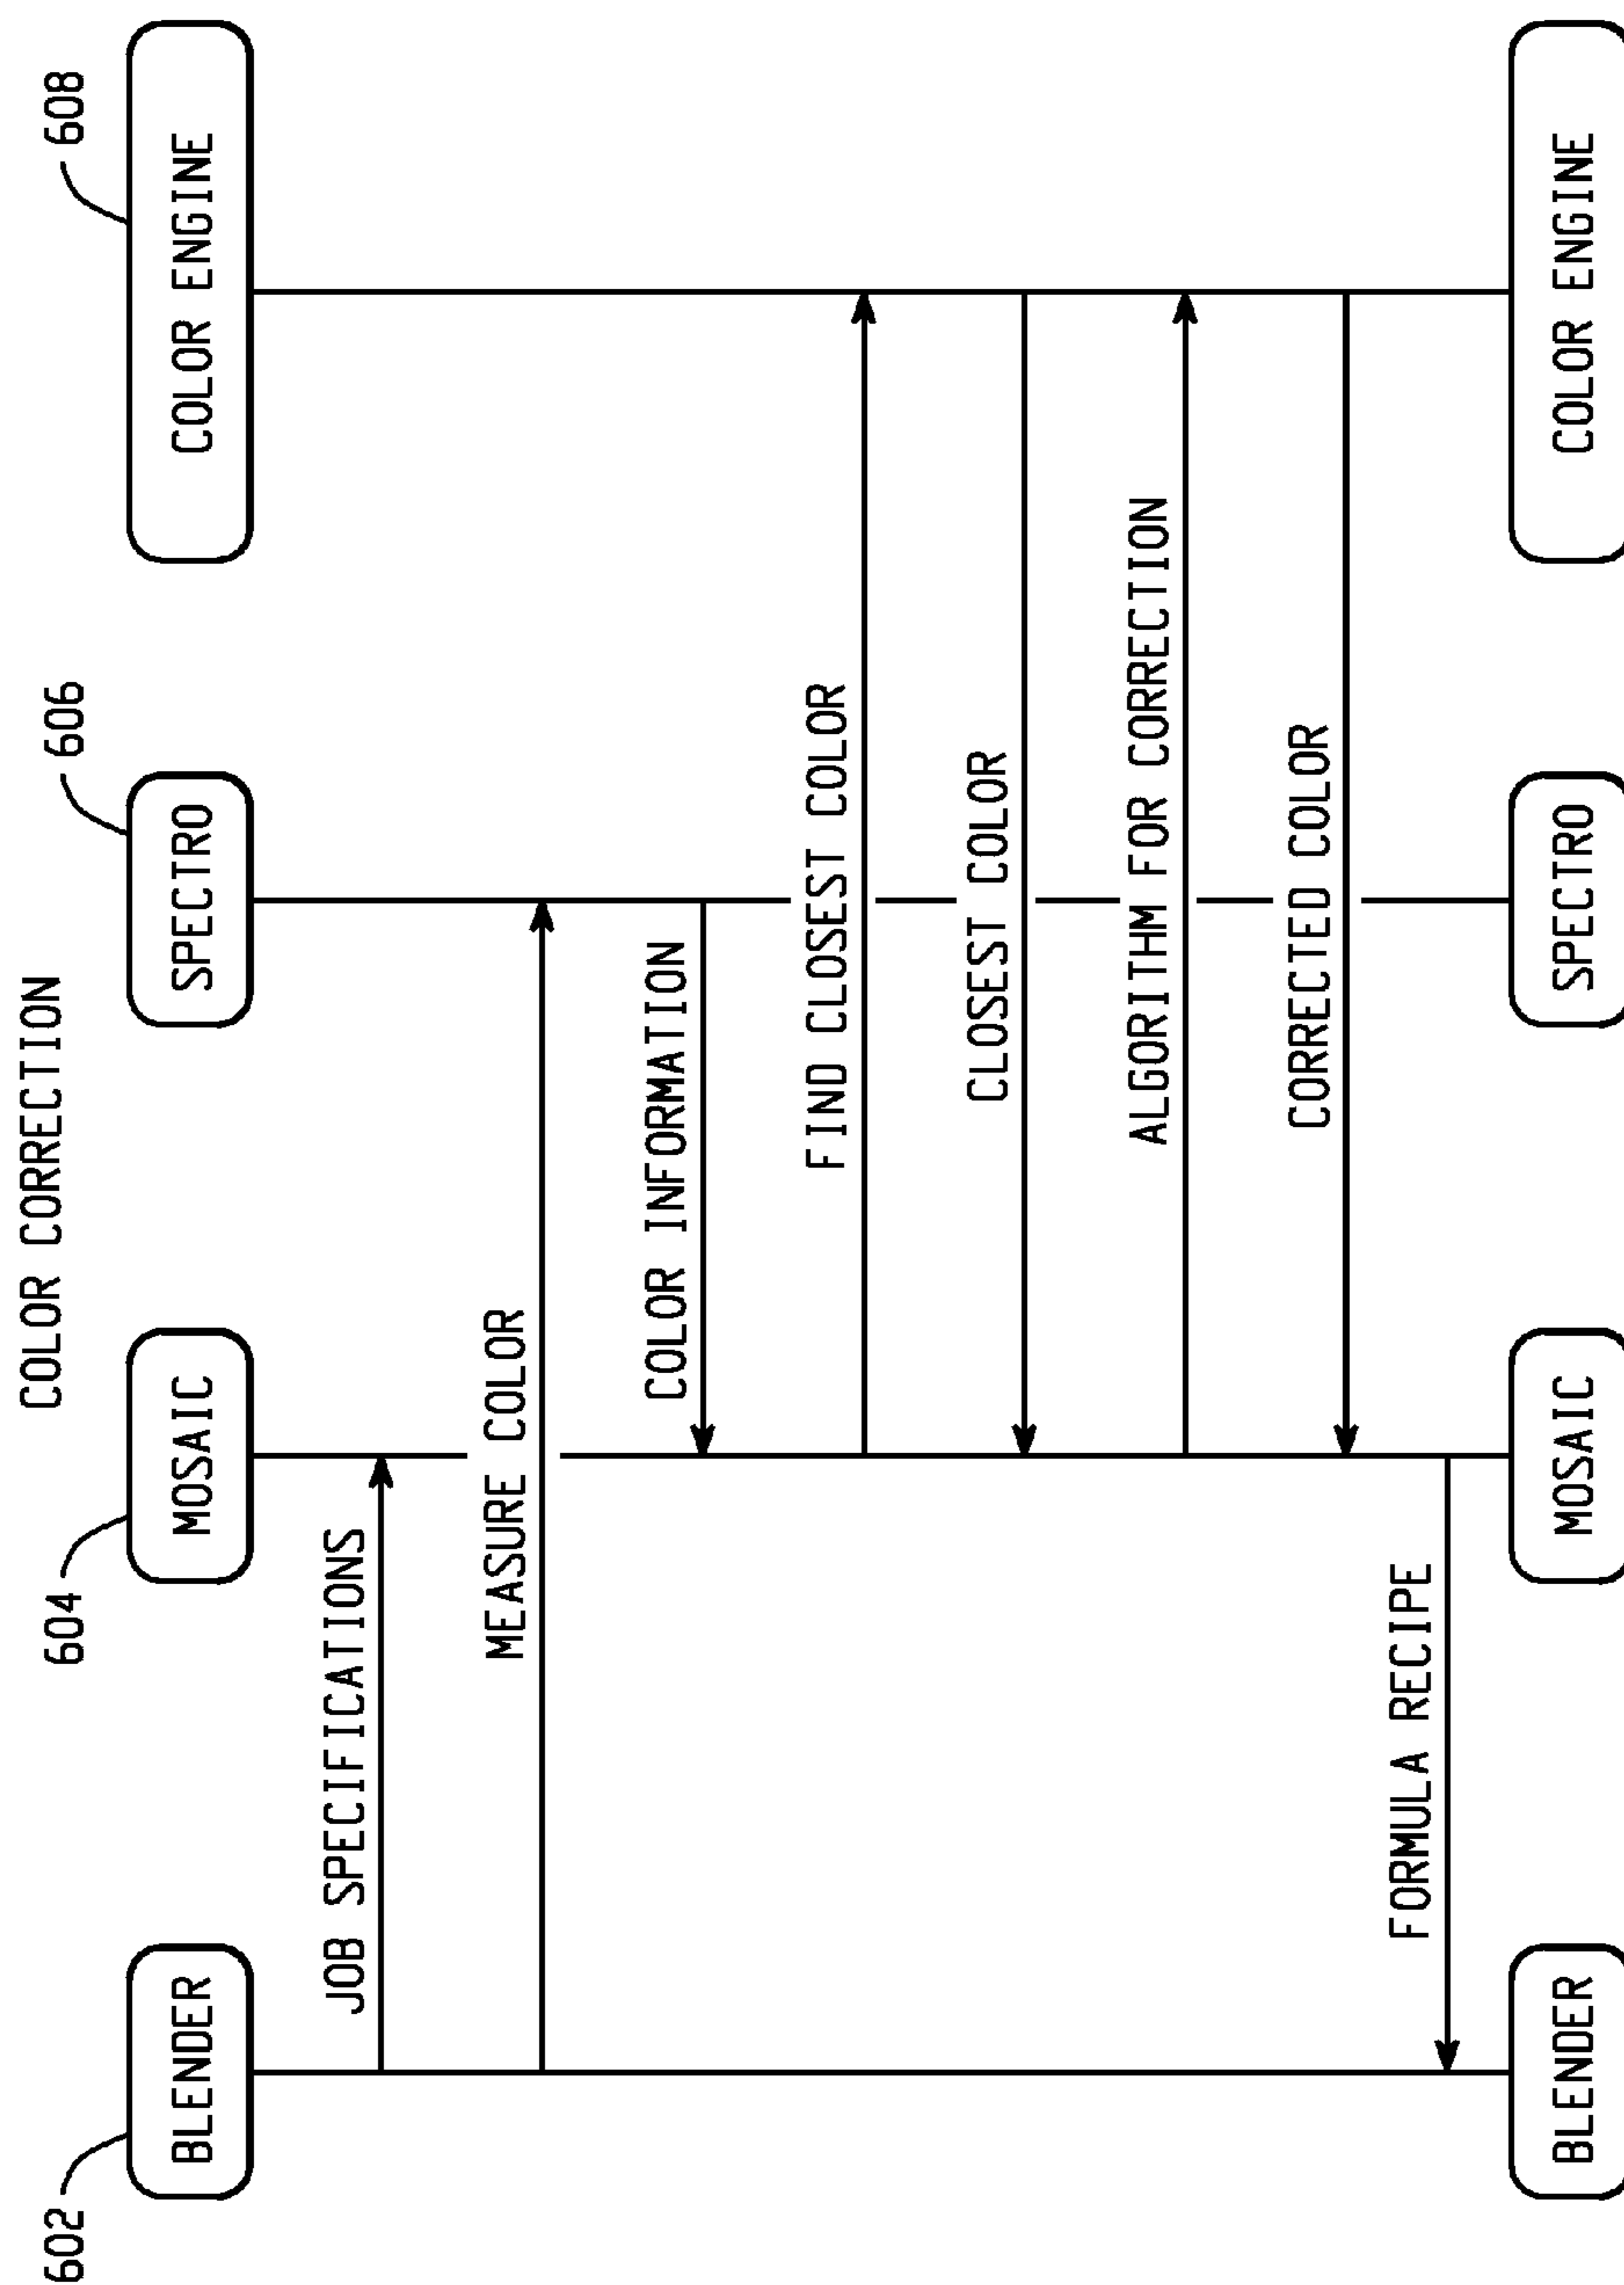 COLOR CORRECTION
602
604
606
608
BLENDER
MOSAIC
SPECTRO
COLOR ENGINE
JOB SPECIFICATIONS
MEASURE COLOR
COLOR INFORMATION
FIND CLOSEST COLOR
CLOSEST COLOR
ALGORITHM FOR CORRECTION
CORRECTED COLOR
FORMULA RECIPE
BLENDER
MOSAIC
SPECTRO
COLOR ENGINE